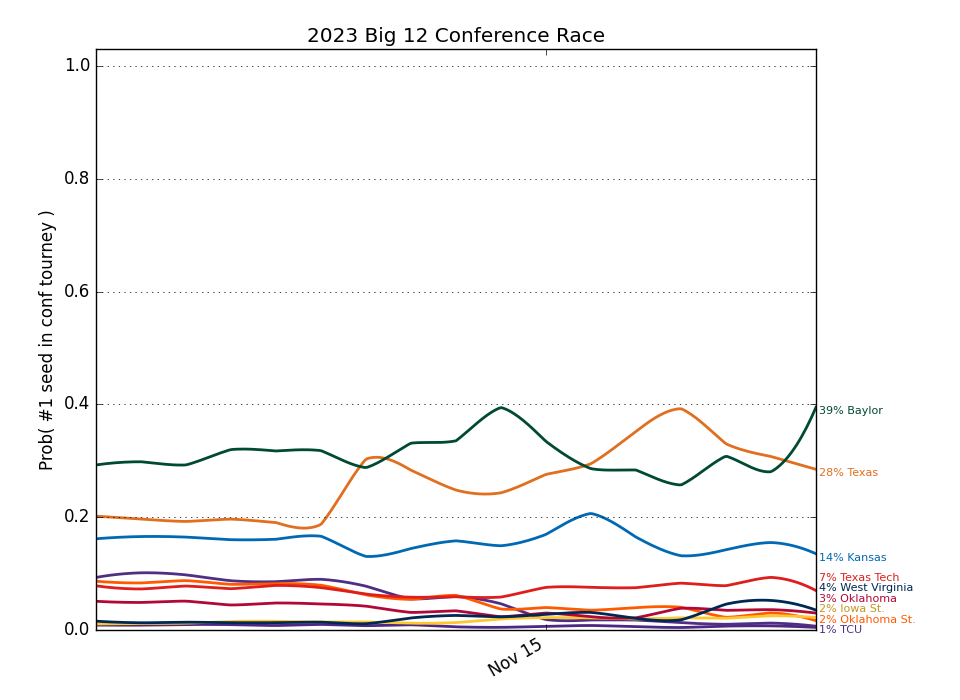 2023 Big 12 Conference Race
Prob( #1 seed in conf tourney )
1.0
0.8
0.6
0.4
0.2
0.0
Nov 15
39% Baylor
28% Texas
14% Kansas
7% Texas Tech
4% West Virginia
3% Oklahoma
2% Iowa St.
2% Oklahoma St.
1% TCU